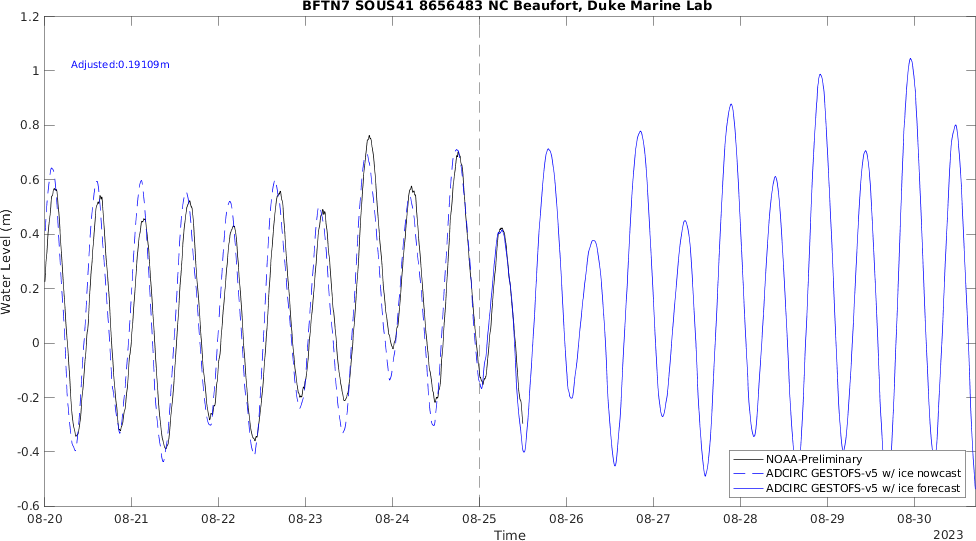 BFTN7 SOUS41 8656483 NC Beaufort, Duke Marine Lab
Adjusted:0.19109m
Water Level (m)
1.2
1
0.8
0.6
0.4
0.2
0
-0.2
-0.4
-0.6
NOAA-Preliminary
ADCIRC GESTOFS-v5 w/ ice nowcast
ADCIRC GESTOFS-v5 w/ ice forecast
08-20 08-21 08-22 08-23 08-24 08-25 08-26 08-27 08-28 08-29 08-30
Time
2023